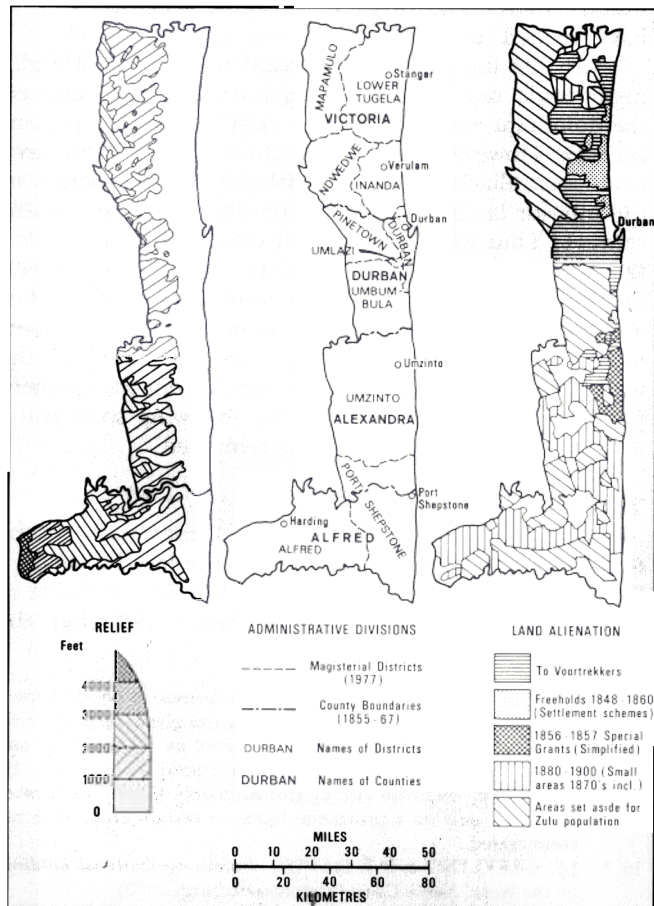 MAPAMULO
Stanger
LOWER
TUGELA
VICTORIA
NDWEDWE
Verulam
INANDA
Durban
PINETOWN
DURBAN
UMLAZI
DURBAN
UMBUM-
BULA
Umzinto
UMZINTO
ALEXANDRA
PORT
SHEPSTONE
Port
Shepstone
Harding
ALFRED
ALFRED
Durban
RELIEF
Feet
4000
3000
2000
1000
0
ADMINISTRATIVE DIVISIONS
Magisterial Districts
(1977)
County Boundaries
(1855-67)
DURBAN Names of Districts
DURBAN Names of Counties
LAND ALIENATION
To Voortrekkers
Freeholds 1848-1860
(Settlement schemes)
1856-1857 Special
Grants (Simplified)
1880-1900 (Small
areas 1870's incl.)
Areas set aside for
Zulu population
MILES
0 10 20 30 40 50
0 20 40 60 80
KILOMETRES